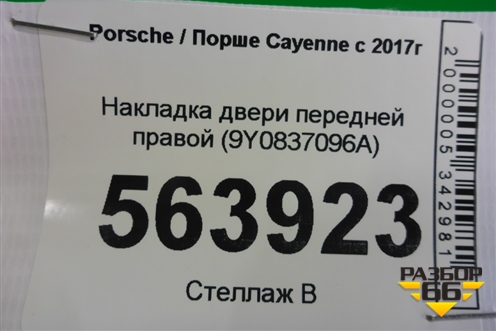 Porsche / Порше Cayenne с 2017г
Накладка двери передней
правой (9Y0837096A)
563923
Стеллаж В
2000005342981
РАЗБОР
66